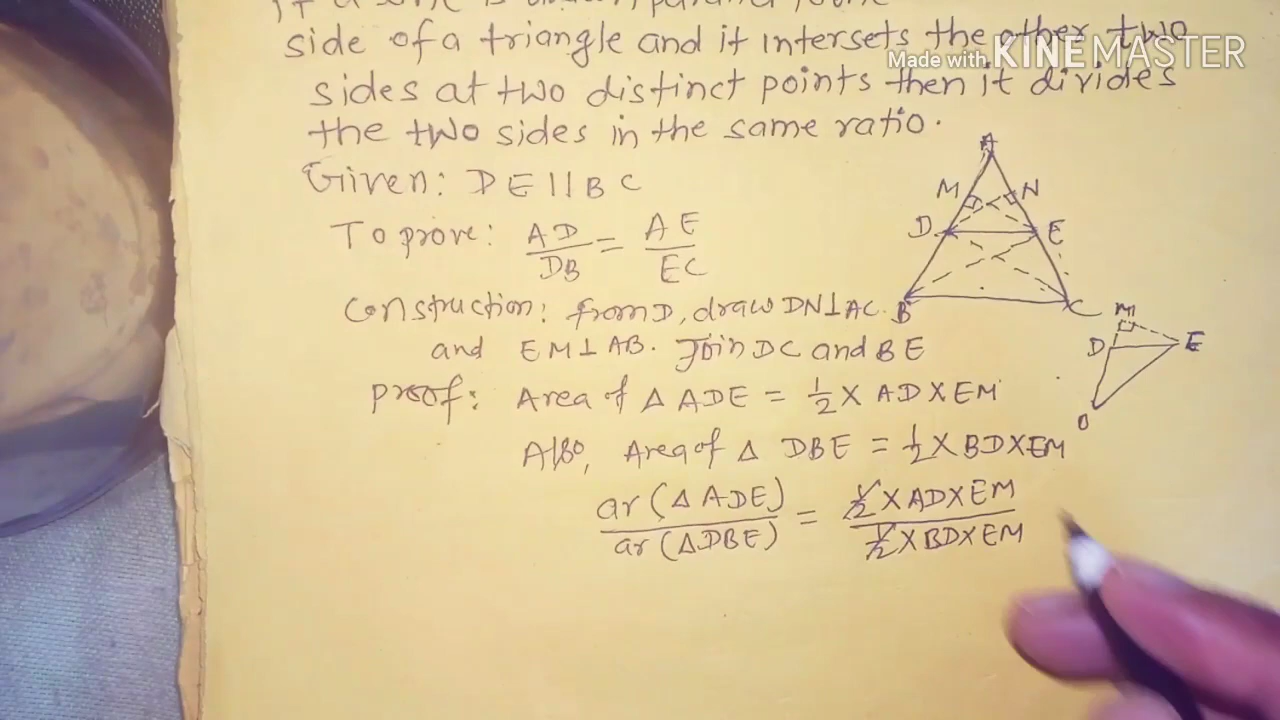 side of a triangle and it intersets the other two
Made with KINEMASTER
sides at two distinct points then it divides
the two sides in the same ratio.
Given: DE || BC
To prove: AD/DB = AE/EC
Construction: from D, draw DN⊥AC.
and EM⊥AB. Join DC and BE
Proof: Area of △ ADE = 1/2 × AD × EM
Also, Area of △ DBE = 1/2 × BD × EM
ar (△ ADE) / ar (△DBE) = 1/2 × AD × EM / 1/2 × BD × EM
A
M N
D E
B C
M
D E